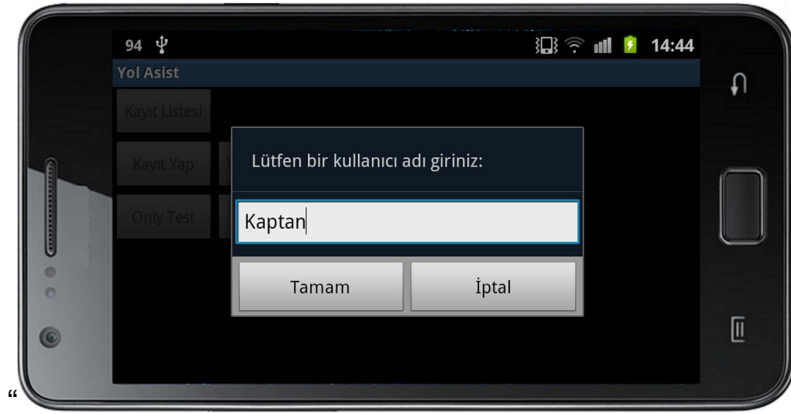 94 14:44
Yol Asist
Kayıt Listesi
Kayıt Yap
Only Test
Lütfen bir kullanıcı adı giriniz:
Kaptan
Tamam İptal
“